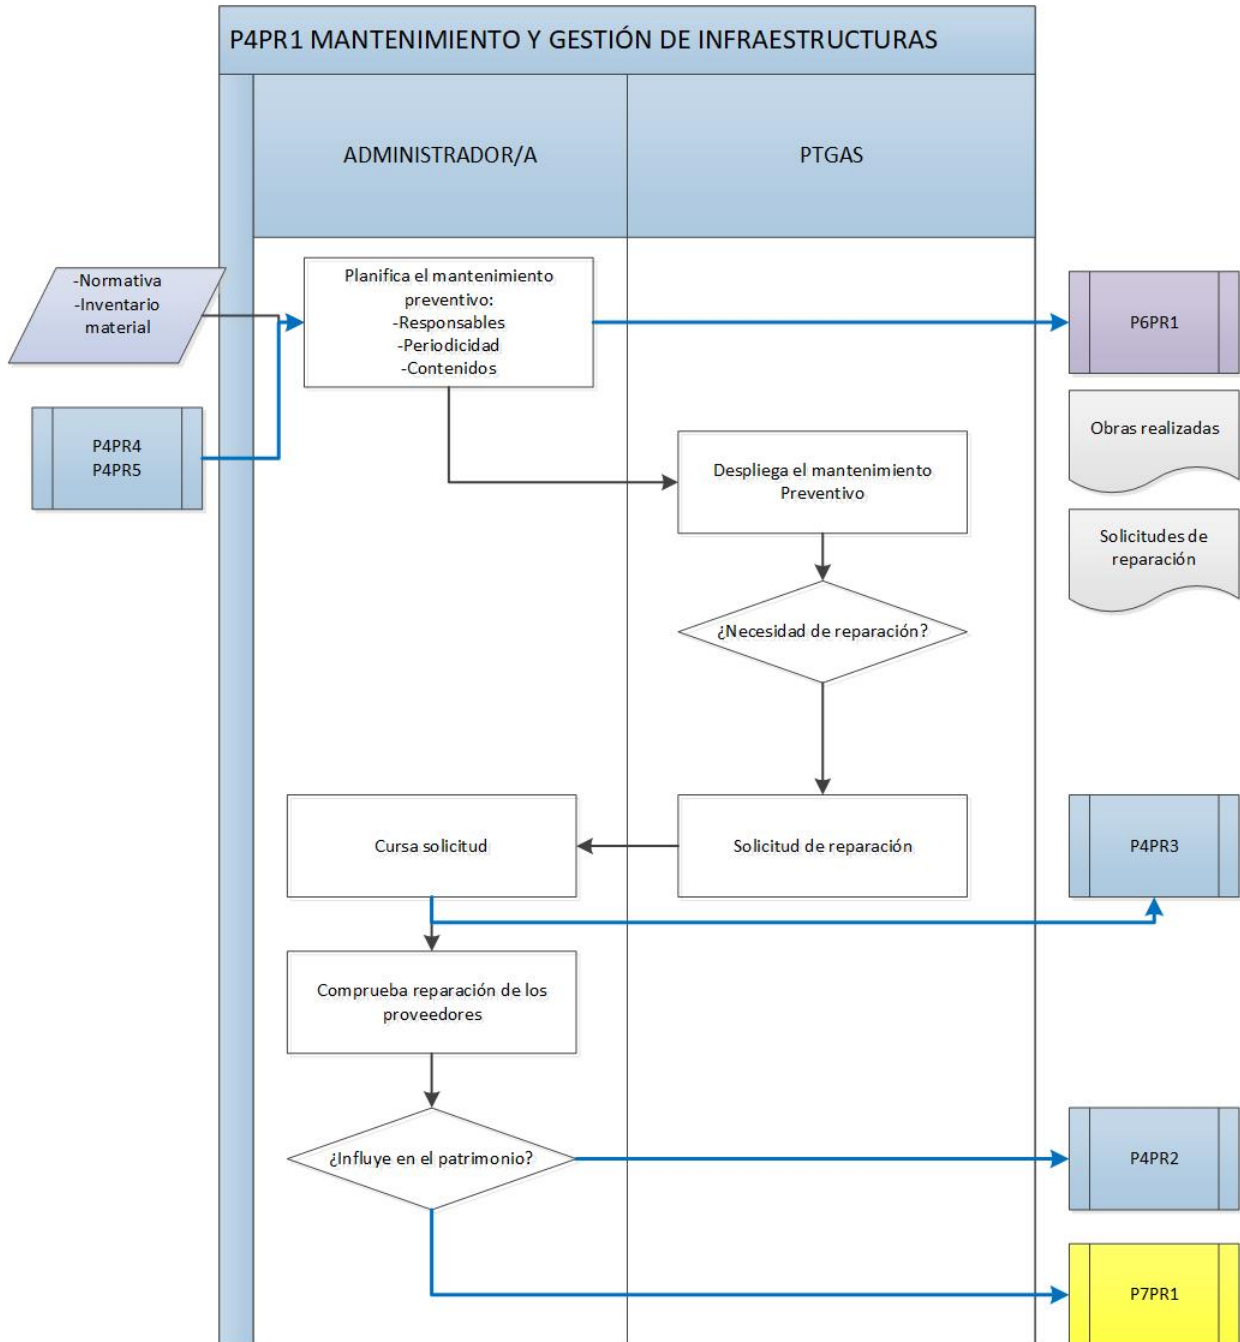 P4PR1 MANTENIMIENTO Y GESTIÓN DE INFRAESTRUCTURAS
ADMINISTRADOR/A
PTGAS
-Normativa
-Inventario
material
Planifica el mantenimiento
preventivo:
-Responsables
-Periodicidad
-Contenidos
P6PR1
P4PR4
P4PR5
Obras realizadas
Despliega el mantenimiento
Preventivo
Solicitudes de
reparación
¿Necesidad de reparación?
Cursa solicitud
Solicitud de reparación
P4PR3
Comprueba reparación de los
proveedores
¿Influye en el patrimonio?
P4PR2
P7PR1